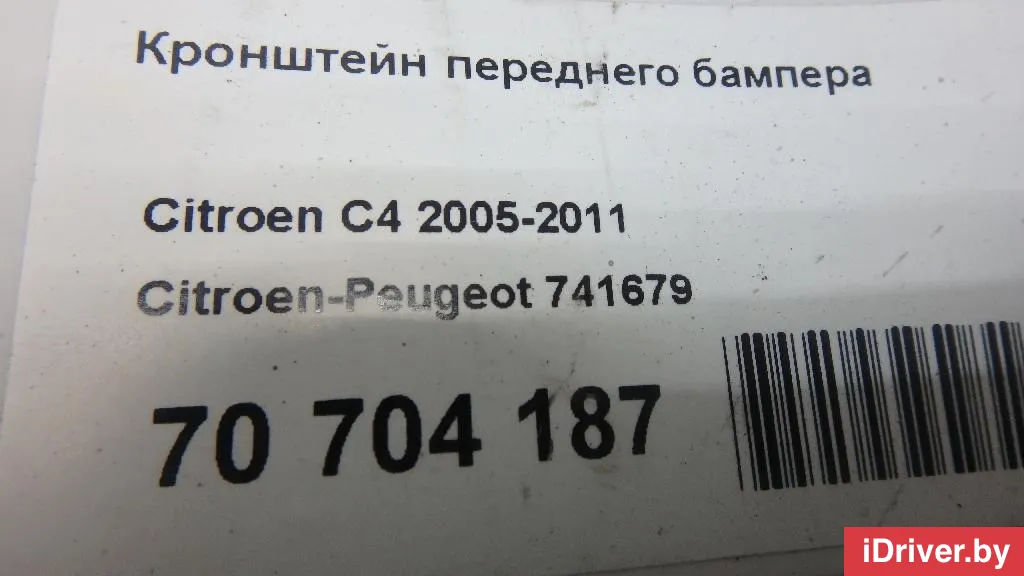 Кронштейн переднего бампера
Citroen C4 2005-2011
Citroen-Peugeot 741679
70 704 187
iDriver.by